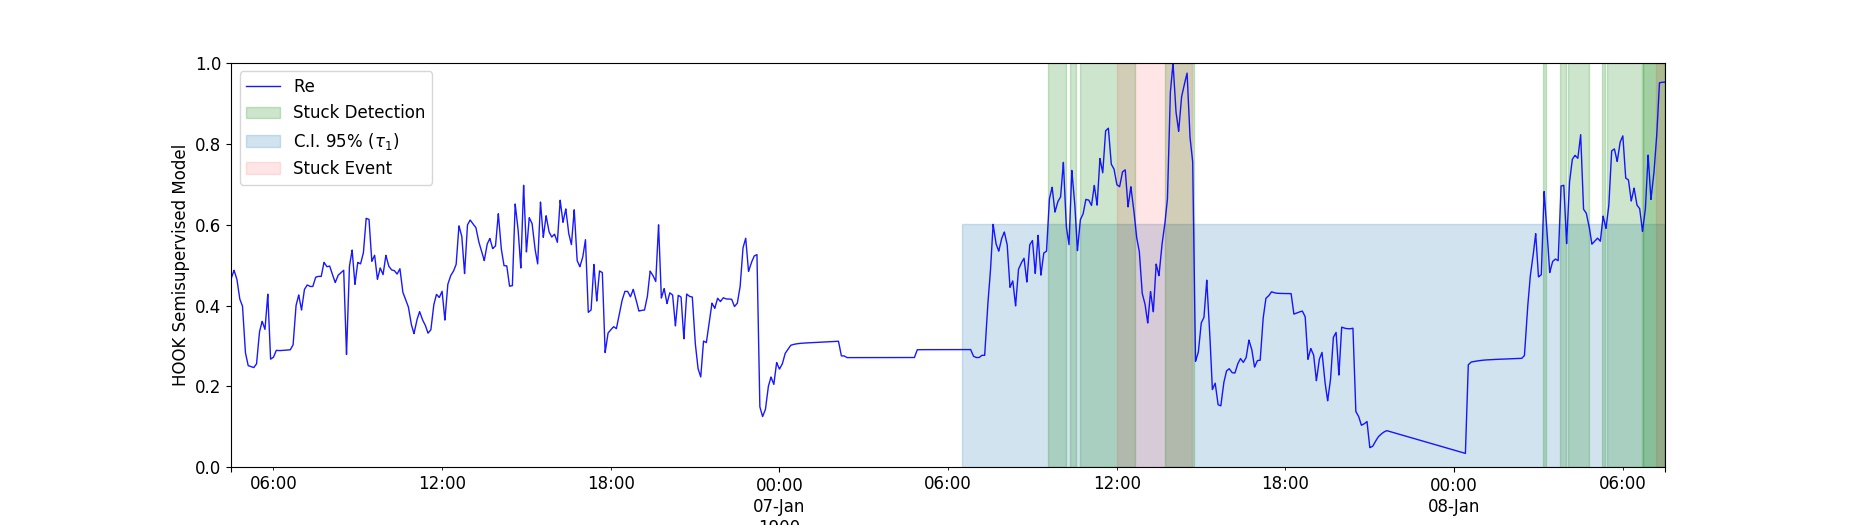 HOOK Semisupervised Model
1.0
0.8
0.6
0.4
0.2
0.0
Re
Stuck Detection
C.I. 95% (τ₁)
Stuck Event
06:00 12:00 18:00 00:00 06:00 12:00 18:00 00:00 06:00
07-Jan 08-Jan
1900